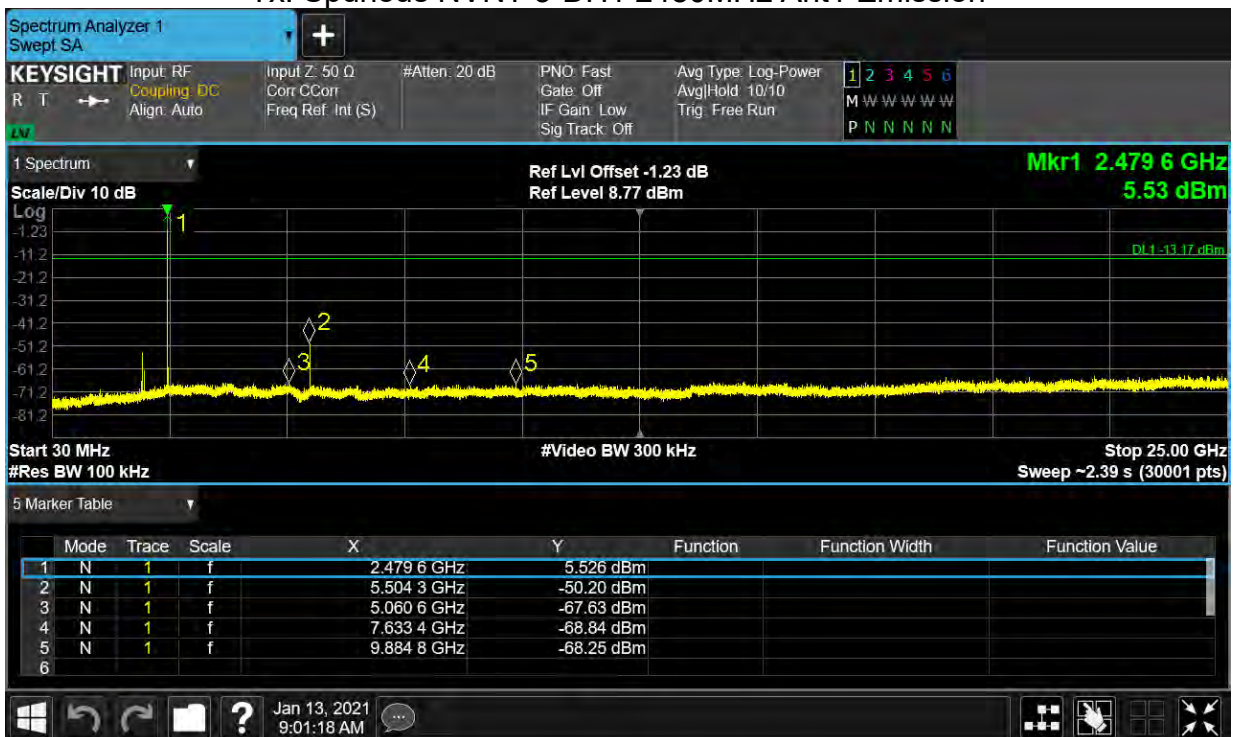 Tx. Spurious NVNT 3-DH1 2480MHz Ant1 Emission
Spectrum Analyzer 1
Swept SA
+
KEYSIGHT Input: RF Input Z: 50 Ω #Atten: 20 dB PNO: Fast Avg Type: Log-Power 1 2 3 4 5 6
R T Coupling: DC Corr CCorr Gate: Off Avg|Hold: 10/10 M W W W W W
Align: Auto Freq Ref: Int (S) IF Gain: Low Trig: Free Run
Sig Track: Off P N N N N N
1 Spectrum Ref Lvl Offset -1.23 dB Mkr1 2.479 6 GHz
Scale/Div 10 dB Ref Level 8.77 dBm 5.53 dBm
Log
1
-1.23
-11.2 DL1 -13.17 dBm
-21.2
-31.2
-41.2 2
-51.2
-61.2 3 4 5
-71.2
-81.2
Start 30 MHz #Video BW 300 kHz Stop 25.00 GHz
#Res BW 100 kHz Sweep ~2.39 s (30001 pts)
5 Marker Table
Mode Trace Scale X Y Function Function Width Function Value
1 N 1 f 2.479 6 GHz 5.526 dBm
2 N 1 f 5.504 3 GHz -50.20 dBm
3 N 1 f 5.060 6 GHz -67.63 dBm
4 N 1 f 7.633 4 GHz -68.84 dBm
5 N 1 f 9.884 8 GHz -68.25 dBm
6
? Jan 13, 2021
9:01:18 AM